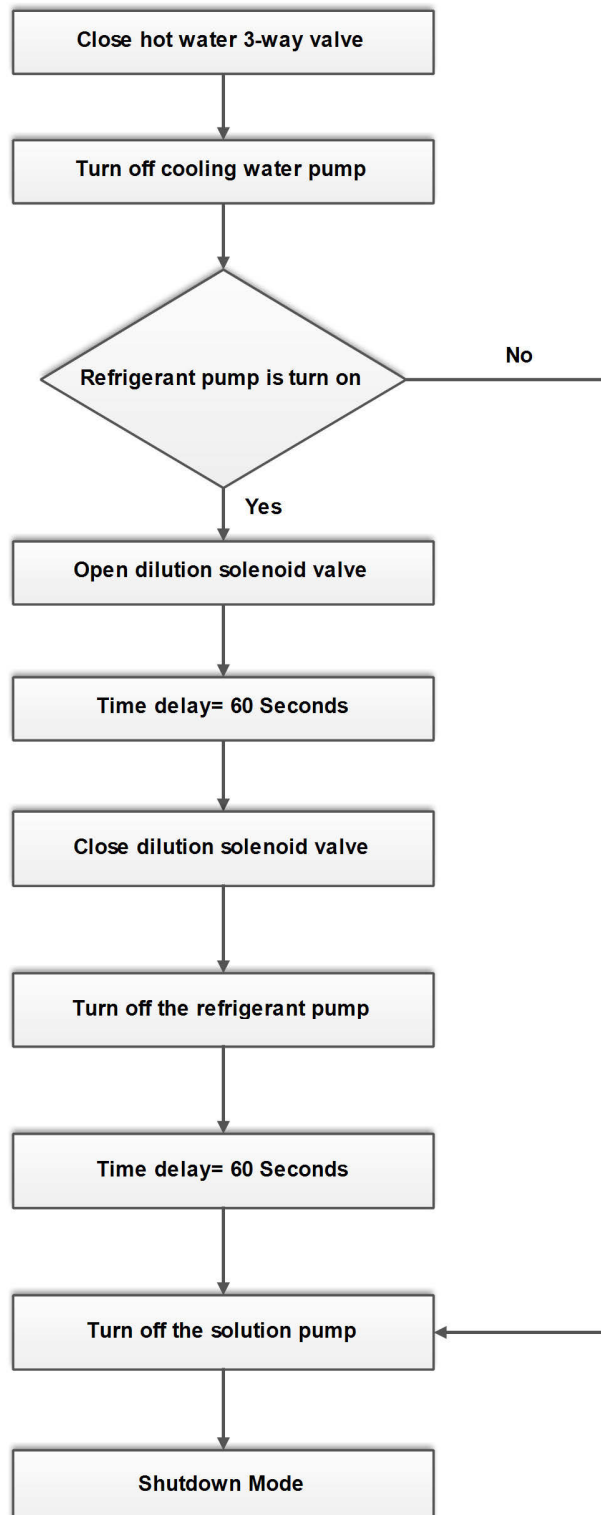 Close hot water 3-way valve
Turn off cooling water pump
Refrigerant pump is turn on
No
Yes
Open dilution solenoid valve
Time delay= 60 Seconds
Close dilution solenoid valve
Turn off the refrigerant pump
Time delay= 60 Seconds
Turn off the solution pump
Shutdown Mode